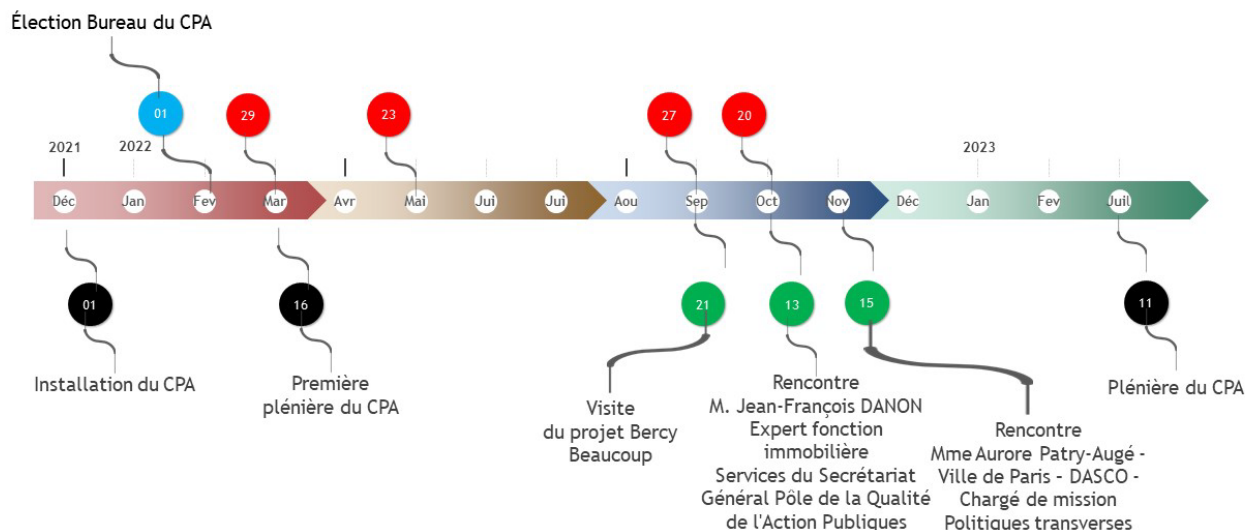 Élection Bureau du CPA
01
29
23
27
20
2021
2022
2023
Déc
Jan
Fev
Mar
Avr
Mai
Jui
Jui
Aou
Sep
Oct
Nov
Déc
Jan
Fev
Juil
01
16
21
13
15
11
Installation du CPA
Première
plénière du CPA
Visite
du projet Bercy
Beaucoup
Rencontre
M. Jean-François DANON
Expert fonction
immobilière
Services du Secrétariat
Général Pôle de la Qualité
de l'Action Publiques
Rencontre
Mme Aurore Patry-Augé -
Ville de Paris - DASCO -
Chargé de mission
Politiques transverses
Plénière du CPA